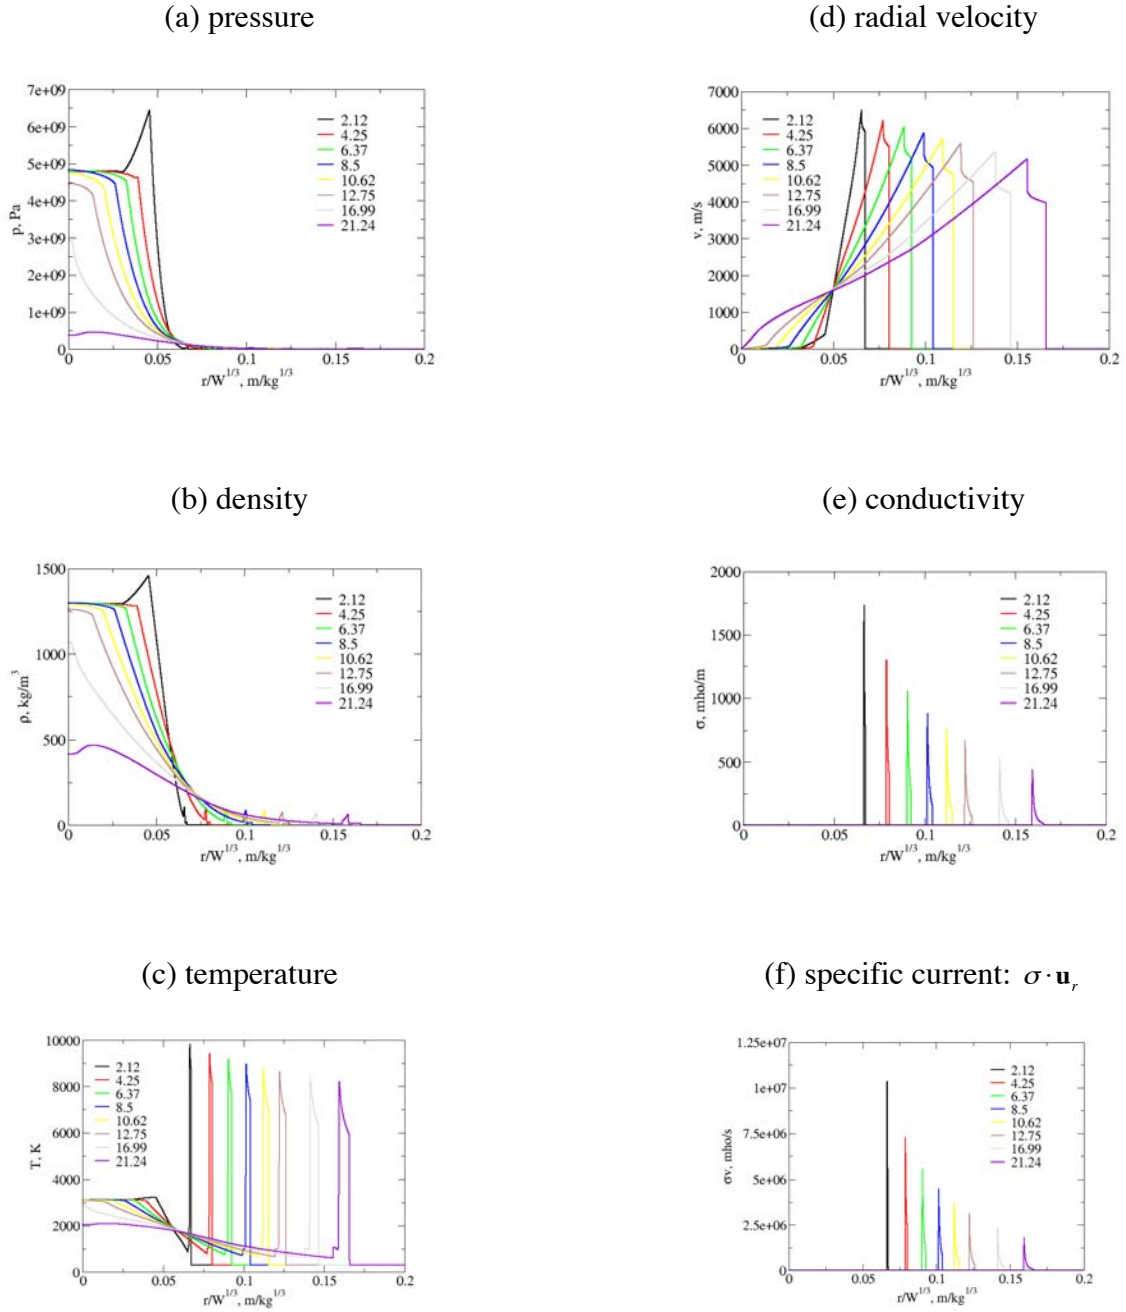 (a) pressure
7e+09
6e+09
5e+09
4e+09
3e+09
2e+09
1e+09
0
p, Pa
2.12
4.25
6.37
8.5
10.62
12.75
16.99
21.24
0 0.05 0.1 0.15 0.2
r/W^1/3, m/kg^1/3
(d) radial velocity
7000
6000
5000
4000
3000
2000
1000
0
v, m/s
2.12
4.25
6.37
8.5
10.62
12.75
16.99
21.24
0 0.05 0.1 0.15 0.2
r/W^1/3, m/kg^1/3
(b) density
1500
1000
500
0
ρ, kg/m^3
2.12
4.25
6.37
8.5
10.62
12.75
16.99
21.24
0 0.05 0.1 0.15 0.2
r/W^1/3, m/kg^1/3
(e) conductivity
2000
1500
1000
500
0
σ, mho/m
2.12
4.25
6.37
8.5
10.62
12.75
16.99
21.24
0 0.05 0.1 0.15 0.2
r/W^1/3, m/kg^1/3
(c) temperature
10000
8000
6000
4000
2000
0
T, K
2.12
4.25
6.37
8.5
10.62
12.75
16.99
21.24
0 0.05 0.1 0.15 0.2
r/W^1/3, m/kg^1/3
(f) specific current: σ·u_r
1.25e+07
1e+07
7.5e+06
5e+06
2.5e+06
0
σv, mho/s
2.12
4.25
6.37
8.5
10.62
12.75
16.99
21.24
0 0.05 0.1 0.15 0.2
r/W^1/3, m/kg^1/3